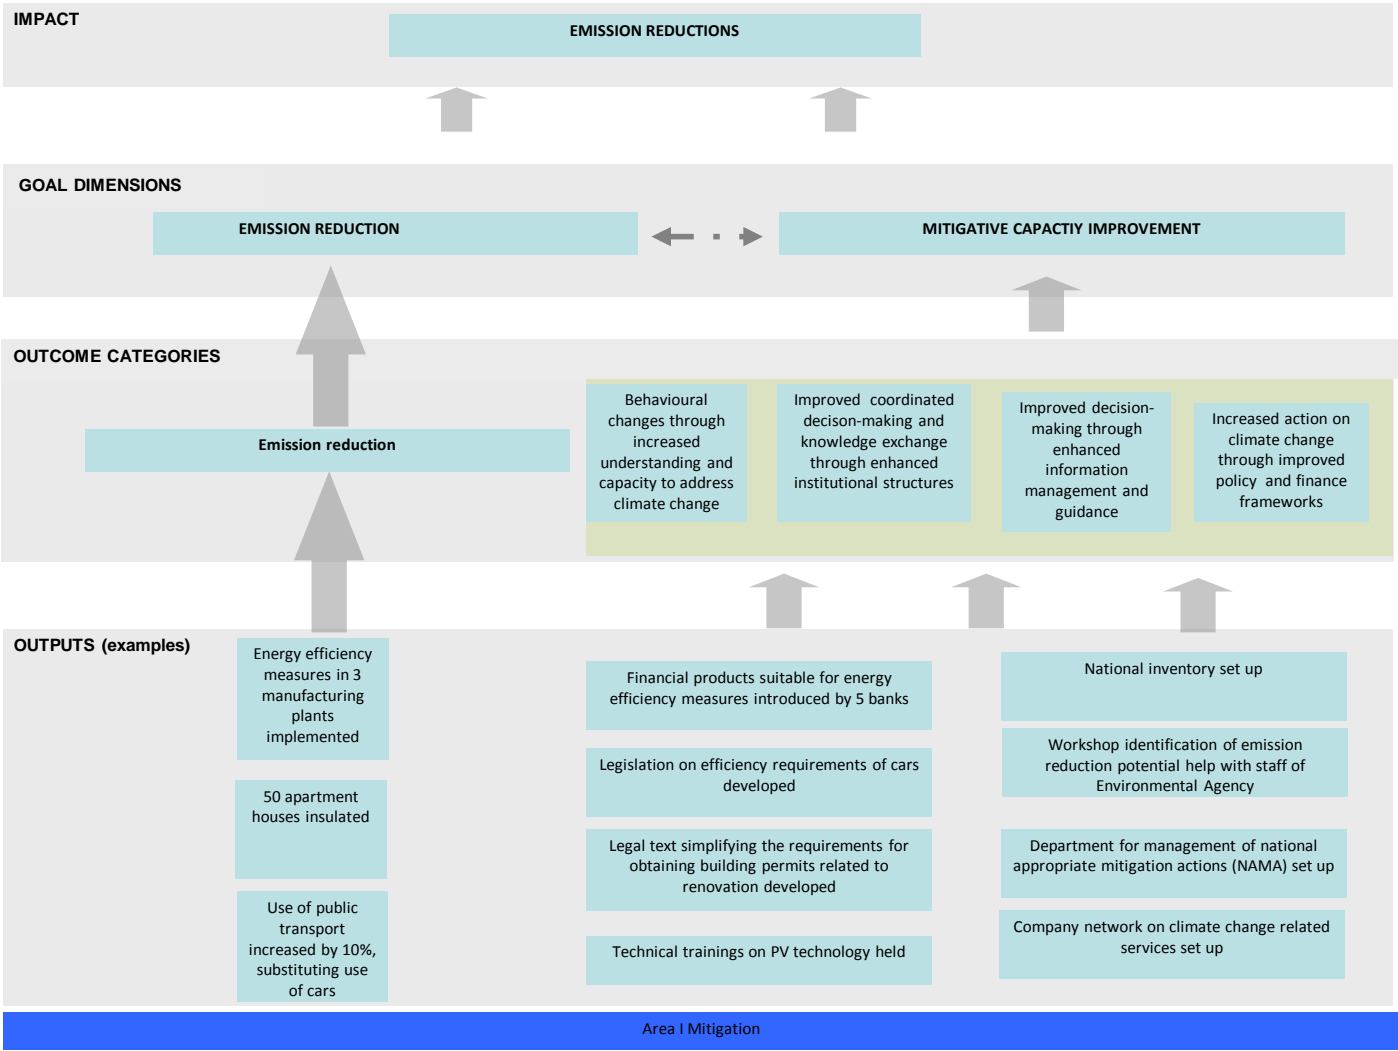 IMPACT
EMISSION REDUCTIONS
GOAL DIMENSIONS
EMISSION REDUCTION
MITIGATIVE CAPACTIY IMPROVEMENT
OUTCOME CATEGORIES
Emission reduction
Behavioural
changes through
increased
understanding and
capacity to address
climate change
Improved coordinated
decison-making and
knowledge exchange
through enhanced
institutional structures
Improved decision-
making through
enhanced
information
management and
guidance
Increased action on
climate change
through improved
policy and finance
frameworks
OUTPUTS (examples)
Energy efficiency
measures in 3
manufacturing
plants
implemented
50 apartment
houses insulated
Use of public
transport
increased by 10%,
substituting use
of cars
Financial products suitable for energy
efficiency measures introduced by 5 banks
Legislation on efficiency requirements of cars
developed
Legal text simplifying the requirements for
obtaining building permits related to
renovation developed
Technical trainings on PV technology held
National inventory set up
Workshop identification of emission
reduction potential help with staff of
Environmental Agency
Department for management of national
appropriate mitigation actions (NAMA) set up
Company network on climate change related
services set up
Area I Mitigation